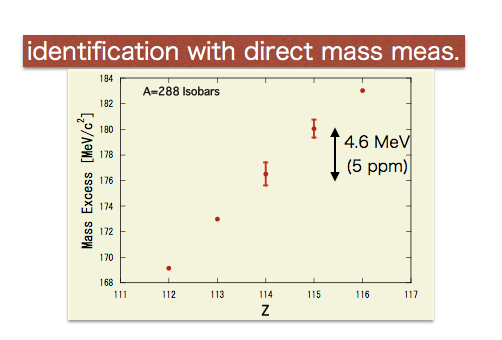 identification with direct mass meas.
A=288 Isobars
184
182
180
178
176
174
172
170
168
Mass Excess [MeV/c²]
4.6 MeV
(5 ppm)
111 112 113 114 115 116 117
Z